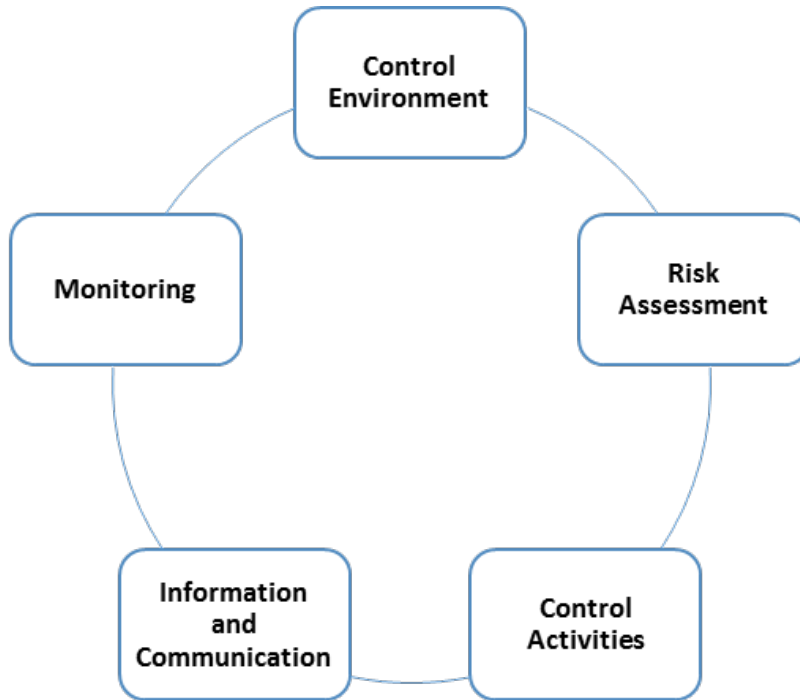 Control
Environment
Risk
Assessment
Control
Activities
Information
and
Communication
Monitoring